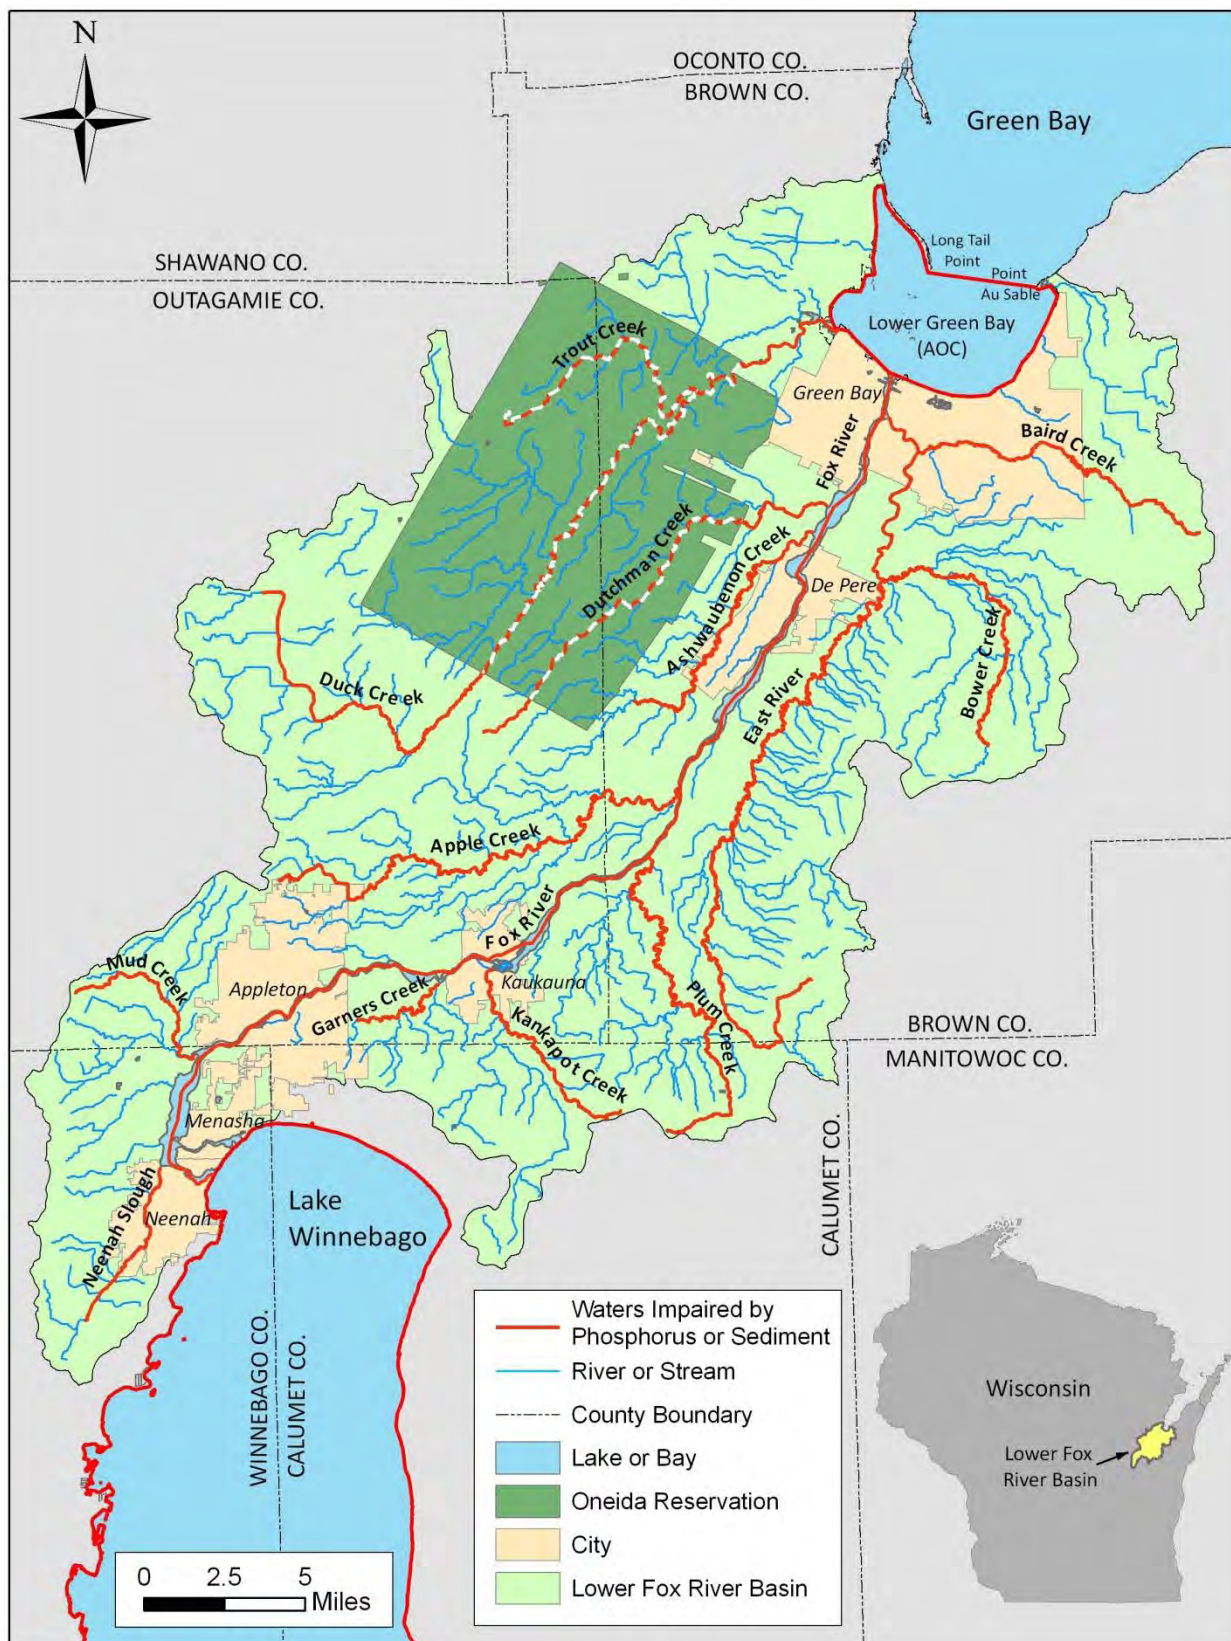 N
OCONTO CO.
BROWN CO.
Green Bay
SHAWANO CO.
OUTAGAMIE CO.
Long Tail
Point
Point
Au Sable
Lower Green Bay
(AOC)
Trout Creek
Green Bay
Fox River
Baird Creek
Dutchman Creek
Ashwaubenon Creek
De Pere
Bower Creek
Duck Creek
East River
Apple Creek
Fox River
Mud Creek
Appleton
Garners Creek
Kaukauna
Kankapot Creek
Plum Creek
BROWN CO.
MANITOWOC CO.
Menasha
CALUMET CO.
Neenah Slough
Neenah
Lake
Winnebago
WINNEBAGO CO.
CALUMET CO.
Waters Impaired by
Phosphorus or Sediment
River or Stream
County Boundary
Lake or Bay
Oneida Reservation
City
Lower Fox River Basin
Wisconsin
Lower Fox
River Basin
0 2.5 5
Miles